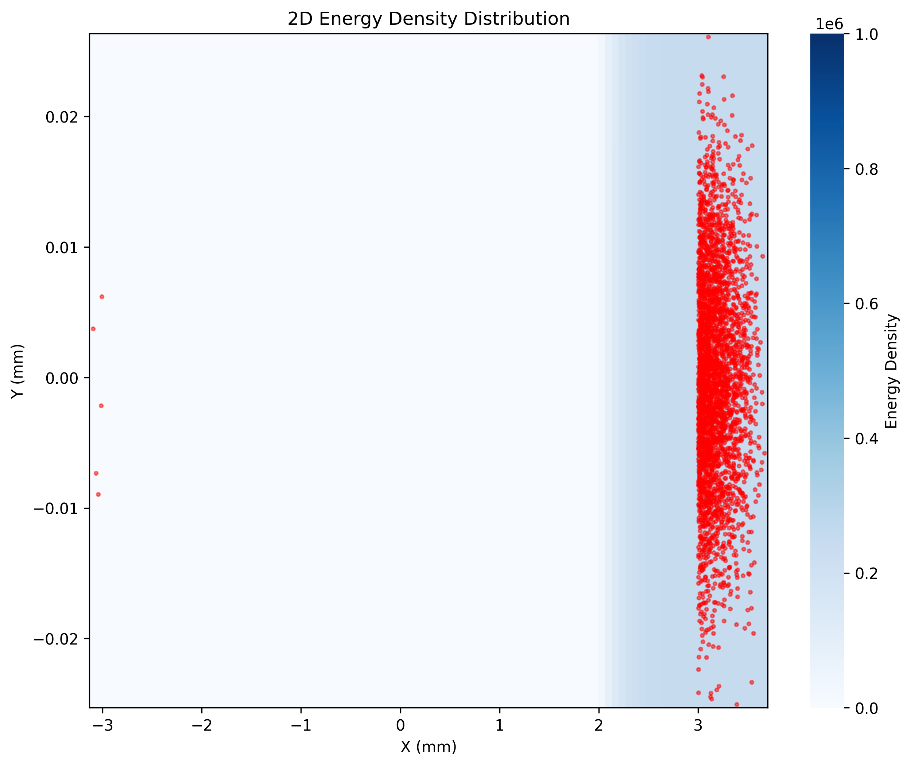 2D Energy Density Distribution
1e6
1.0
0.8
0.6
0.4
0.2
0.0
Energy Density
0.02
0.01
0.00
−0.01
−0.02
Y (mm)
−3 −2 −1 0 1 2 3
X (mm)